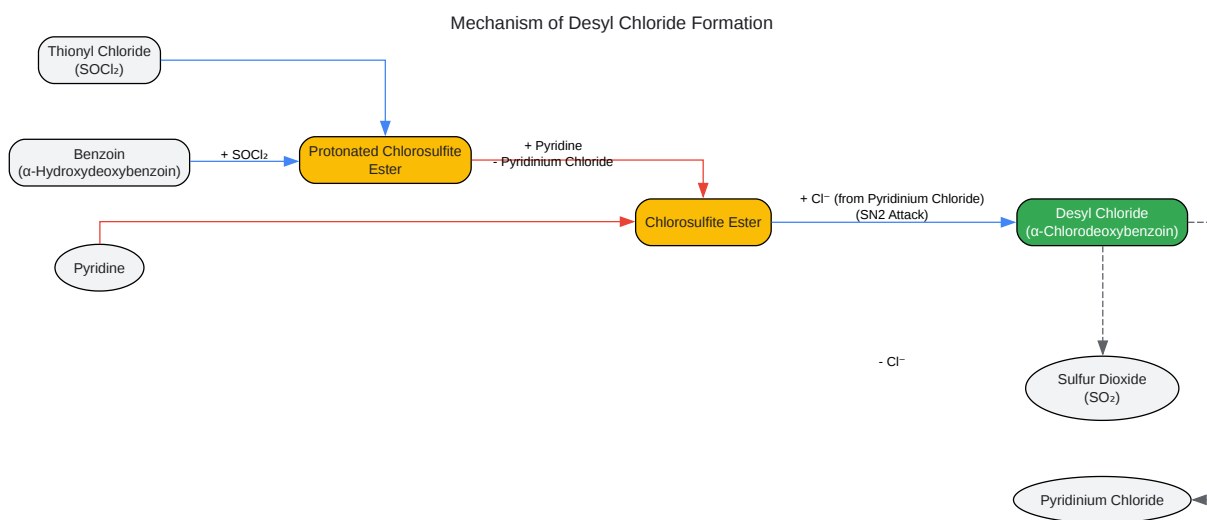 Mechanism of Desyl Chloride Formation
Thionyl Chloride
(SOCl₂)
Benzoin
(α-Hydroxydeoxybenzoin)
+ SOCl₂
Protonated Chlorosulfite
Ester
+ Pyridine
- Pyridinium Chloride
Chlorosulfite Ester
+ Cl⁻ (from Pyridinium Chloride)
(SN2 Attack)
Desyl Chloride
(α-Chlorodeoxybenzoin)
Pyridine
- Cl⁻
Sulfur Dioxide
(SO₂)
Pyridinium Chloride